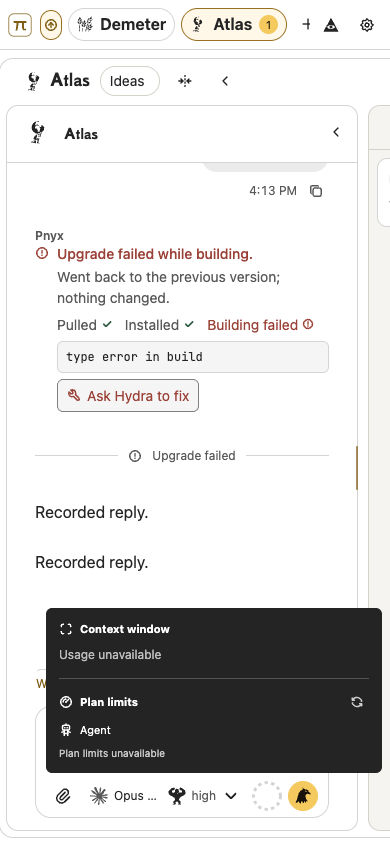 π
Demeter
Atlas 1
Atlas Ideas
Atlas
4:13 PM
Pnyx
Upgrade failed while building.
Went back to the previous version;
nothing changed.
Pulled ✓ Installed ✓ Building failed
type error in build
Ask Hydra to fix
Upgrade failed
Recorded reply.
Recorded reply.
Context window
Usage unavailable
W
Plan limits
Agent
Plan limits unavailable
Opus ... high